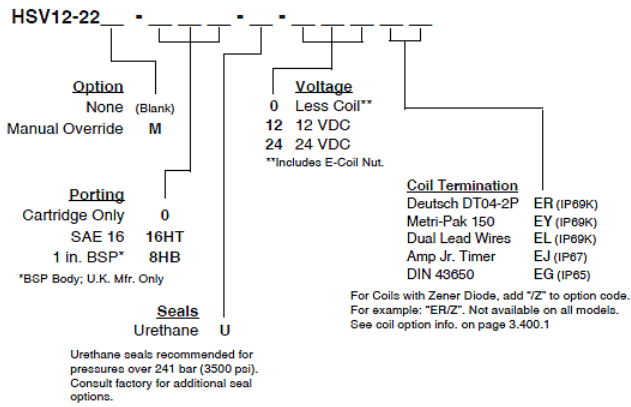 HSV12-22__ - ___ _ - _ - ___ __ __
Option
None (Blank)
Manual Override M
Porting
Cartridge Only 0
SAE 16 16HT
1 in. BSP* 8HB
*BSP Body; U.K. Mfr. Only
Seals
Urethane U
Urethane seals recommended for
pressures over 241 bar (3500 psi).
Consult factory for additional seal
options.
Voltage
0 Less Coil**
12 12 VDC
24 24 VDC
**Includes E-Coil Nut.
Coil Termination
Deutsch DT04-2P ER (IP69K)
Metri-Pak 150 EY (IP69K)
Dual Lead Wires EL (IP69K)
Amp Jr. Timer EJ (IP67)
DIN 43650 EG (IP65)
For Coils with Zener Diode, add "/Z" to option code.
For example: "ER/Z". Not available on all models.
See coil option info. on page 3.400.1